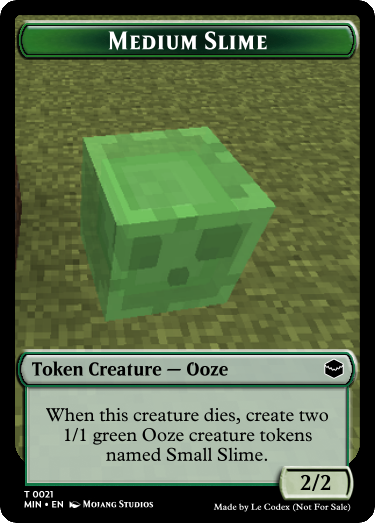 Medium Slime
Token Creature — Ooze
When this creature dies, create two
1/1 green Ooze creature tokens
named Small Slime.
2/2
T 0021
MIN • EN Mojang Studios
Made by Le Codex (Not For Sale)